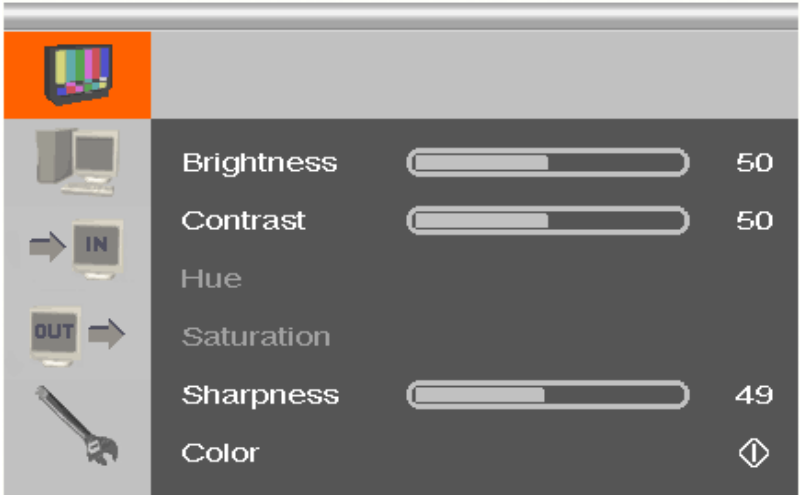 Brightness 50
Contrast 50
IN
Hue
OUT
Saturation
Sharpness 49
Color